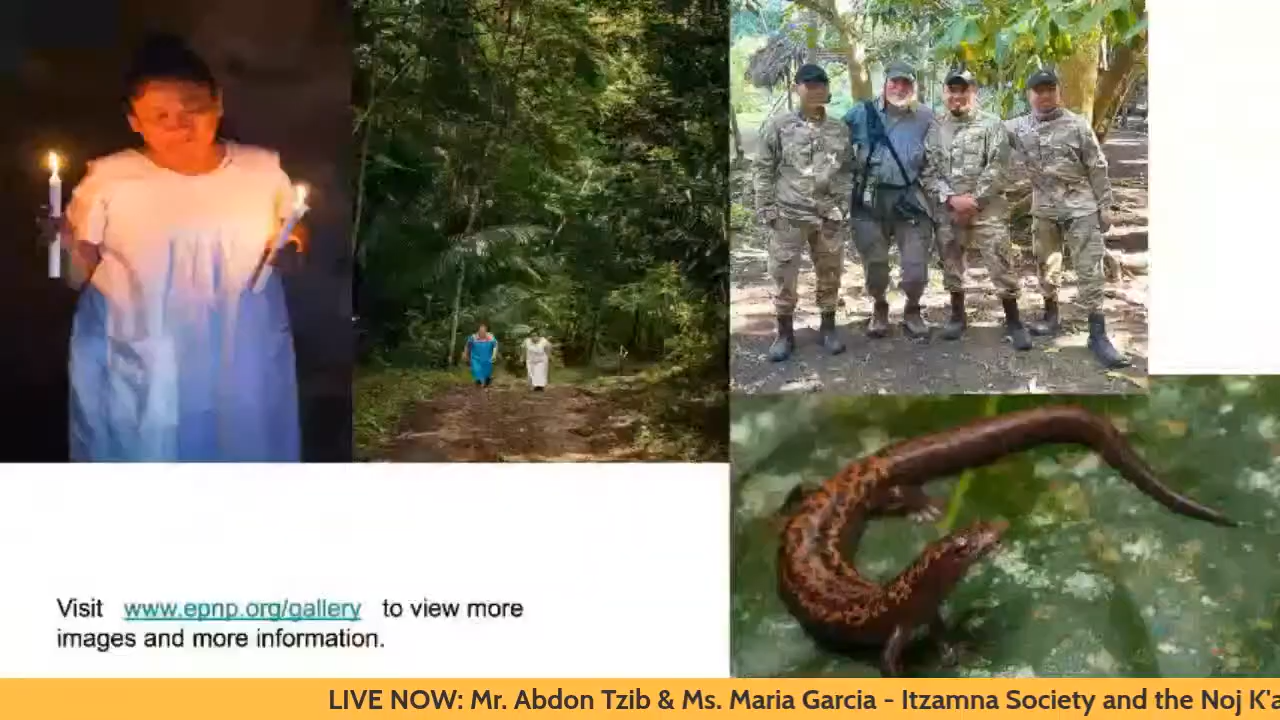 Visit www.epnp.org/gallery to view more
images and more information.
LIVE NOW: Mr. Abdon Tzib & Ms. Maria Garcia - Itzamna Society and the Noj K'a